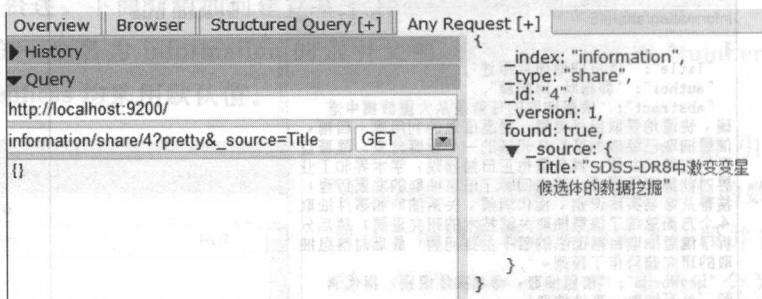 Overview
Browser
Structured Query [+]
Any Request [+]
History
Query
http://localhost:9200/
information/share/4?pretty&_source=Title
GET
{}
{
_index: "information",
_type: "share",
_id: "4"
_version: 1,
found: true,
_source: {
Title: "SDSS-DR8中激变变星
候选体的数据挖掘"
}
}